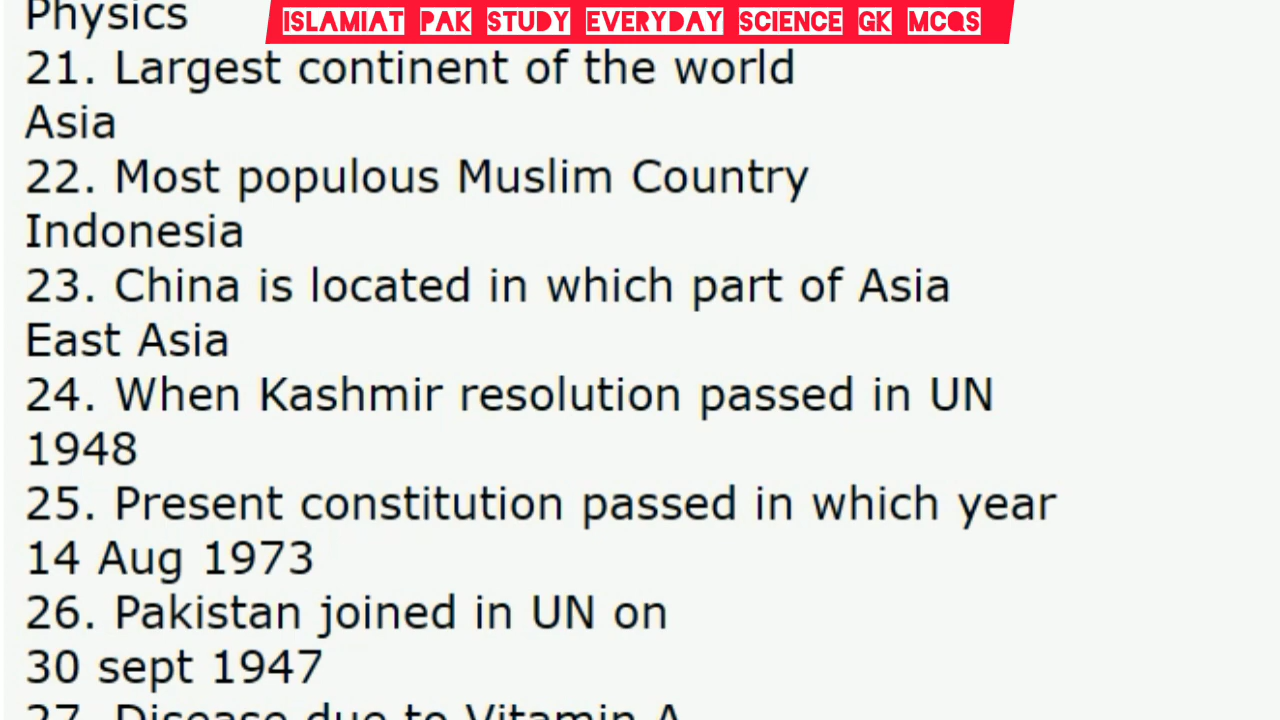 Physics
ISLAMIAT PAK STUDY EVERYDAY SCIENCE GK MCQS
21. Largest continent of the world
Asia
22. Most populous Muslim Country
Indonesia
23. China is located in which part of Asia
East Asia
24. When Kashmir resolution passed in UN
1948
25. Present constitution passed in which year
14 Aug 1973
26. Pakistan joined in UN on
30 sept 1947
27. Disease due to Vitamin A